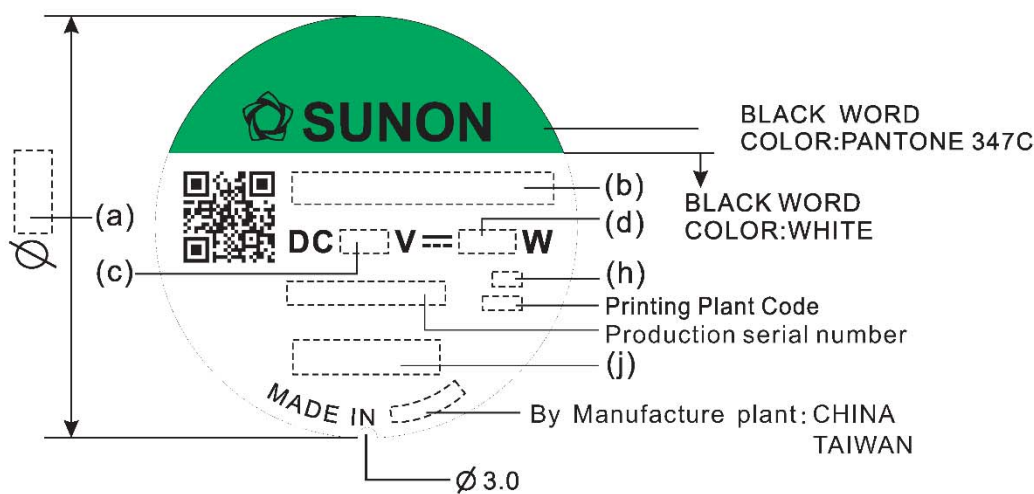 SUNON
BLACK WORD
COLOR:PANTONE 347C
BLACK WORD
COLOR:WHITE
(a)
Ø
(b)
DC V W
(d)
(c)
(h)
Printing Plant Code
Production serial number
(j)
MADE IN
By Manufacture plant: CHINA
TAIWAN
Ø 3.0